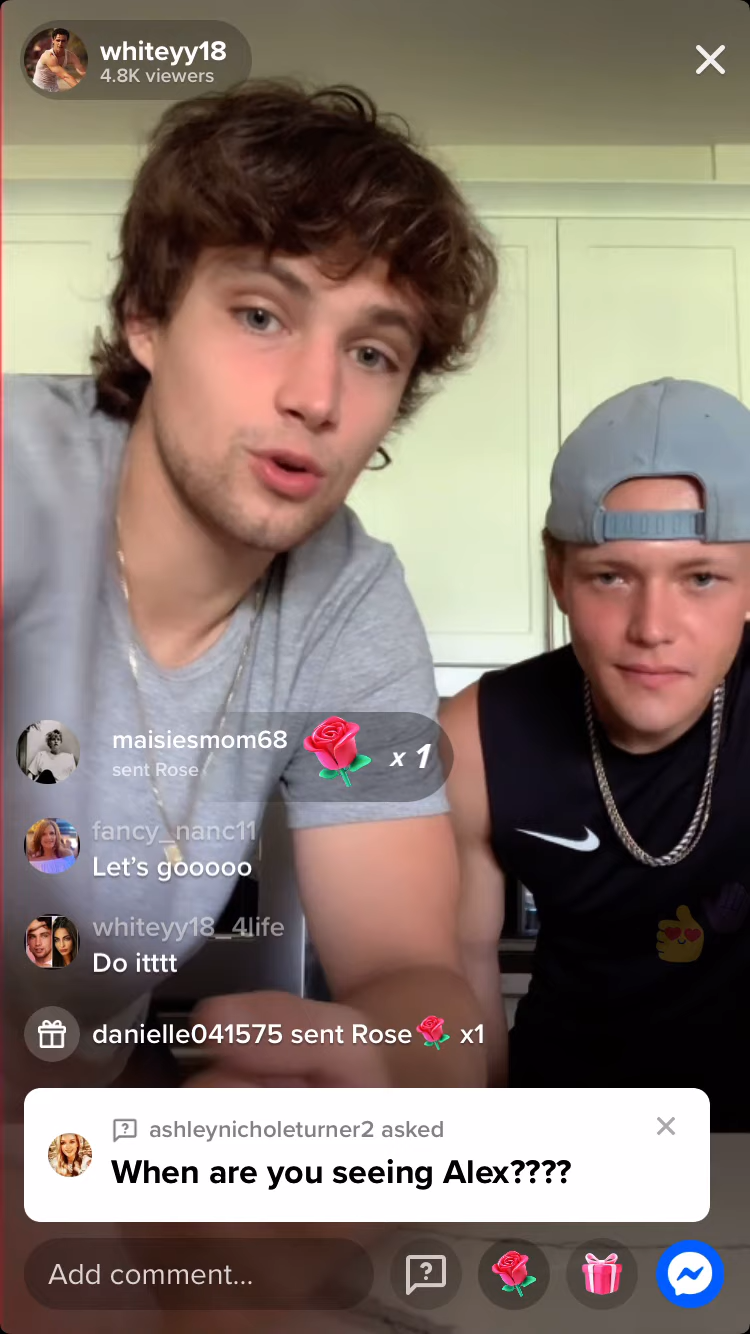 whiteyy18
4.8K viewers
maisiesmom68
sent Rose
x 1
fancy_nanc11
Let’s gooooo
whiteyy18_4life
Do itttt
danielle041575 sent Rose x1
ashleynicholeturner2 asked
When are you seeing Alex????
Add comment...